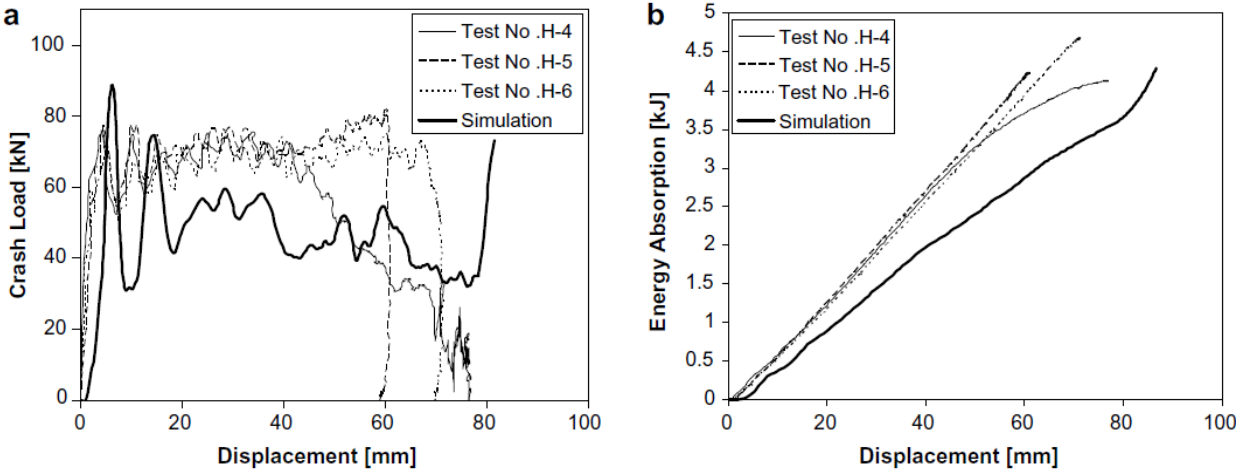 a
100
80
60
40
20
0
Crash Load [kN]
Test No .H-4
Test No .H-5
Test No .H-6
Simulation
0 20 40 60 80 100
Displacement [mm]
b
5
4.5
4
3.5
3
2.5
2
1.5
1
0.5
0
Energy Absorption [kJ]
Test No .H-4
Test No .H-5
Test No .H-6
Simulation
0 20 40 60 80 100
Displacement [mm]